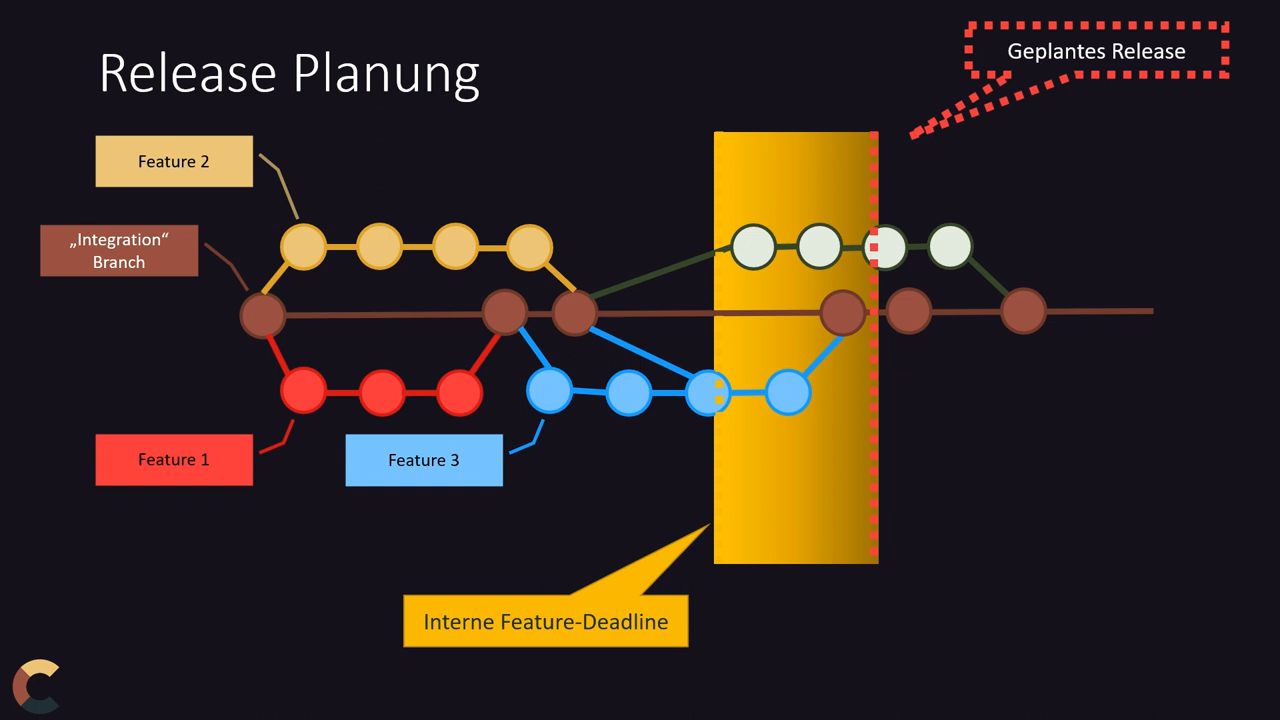 Release Planung
Geplantes Release
Feature 2
„Integration“
Branch
Feature 1
Feature 3
Interne Feature-Deadline